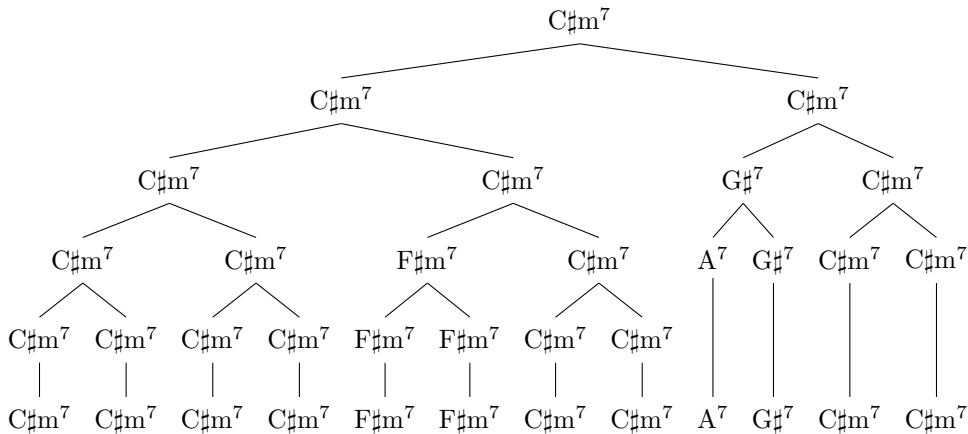 C♯m⁷
C♯m⁷ C♯m⁷
C♯m⁷ C♯m⁷ G♯⁷ C♯m⁷
C♯m⁷ C♯m⁷ F♯m⁷ C♯m⁷ A⁷ G♯⁷ C♯m⁷ C♯m⁷
C♯m⁷ C♯m⁷ C♯m⁷ C♯m⁷ F♯m⁷ F♯m⁷ C♯m⁷ C♯m⁷
C♯m⁷ C♯m⁷ C♯m⁷ C♯m⁷ F♯m⁷ F♯m⁷ C♯m⁷ C♯m⁷ A⁷ G♯⁷ C♯m⁷ C♯m⁷